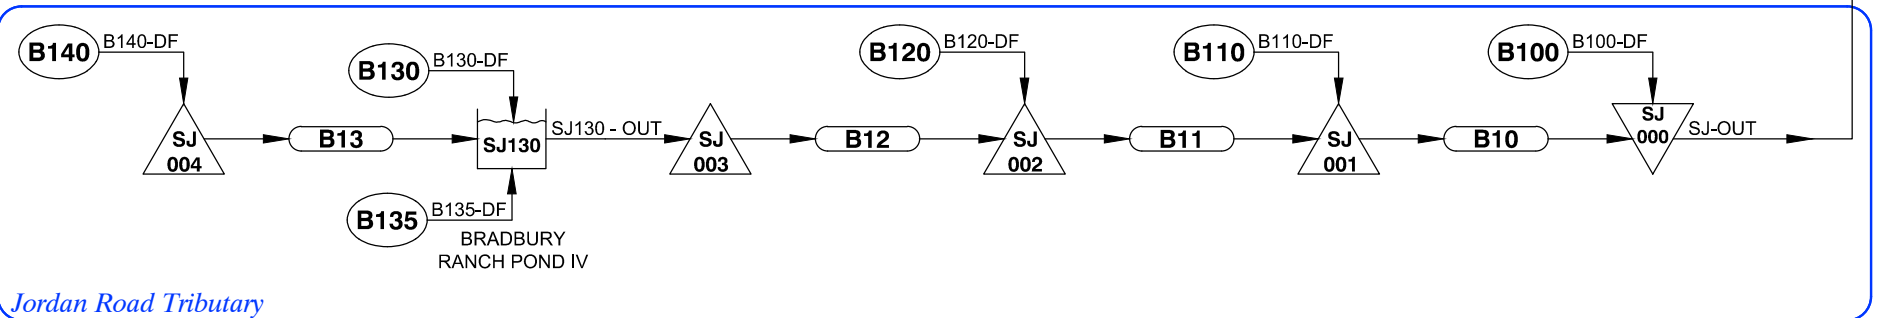 B140
B140-DF
SJ
004
B13
B130
B130-DF
SJ130
B135
B135-DF
BRADBURY
RANCH POND IV
SJ130 - OUT
SJ
003
B12
B120
B120-DF
SJ
002
B11
B110
B110-DF
SJ
001
B10
B100
B100-DF
SJ
000
SJ-OUT
Jordan Road Tributary